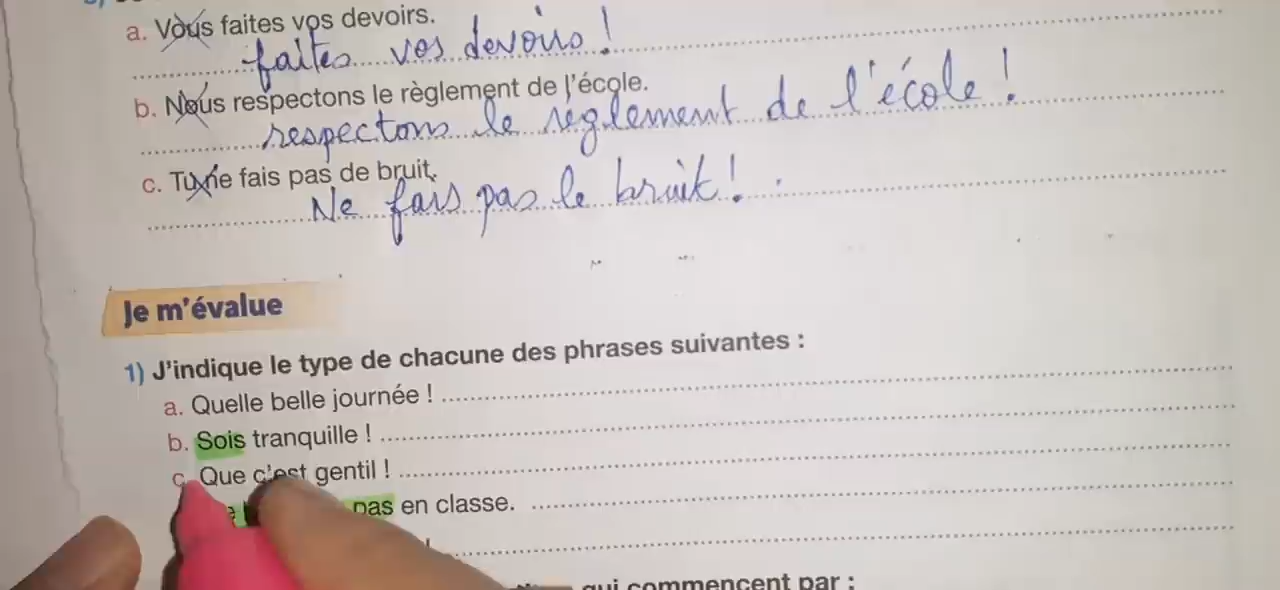 a. Vous faites vos devoirs.
faites vos devoirs !
b. Nous respectons le règlement de l'école.
respectons le réglement de l'école !
c. Tu ne fais pas de bruit.
Ne fais pas le bruit !
Je m'évalue
1) J'indique le type de chacune des phrases suivantes :
a. Quelle belle journée !
b. Sois tranquille !
c. Que c'est gentil !
pas en classe.
!
qui commencent par :